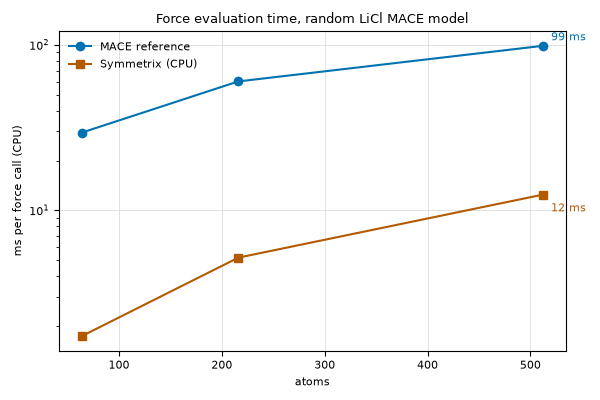 Force evaluation time, random LiCl MACE model
MACE reference
Symmetrix (CPU)
99 ms
12 ms
10²
10¹
ms per force call (CPU)
100 200 300 400 500
atoms